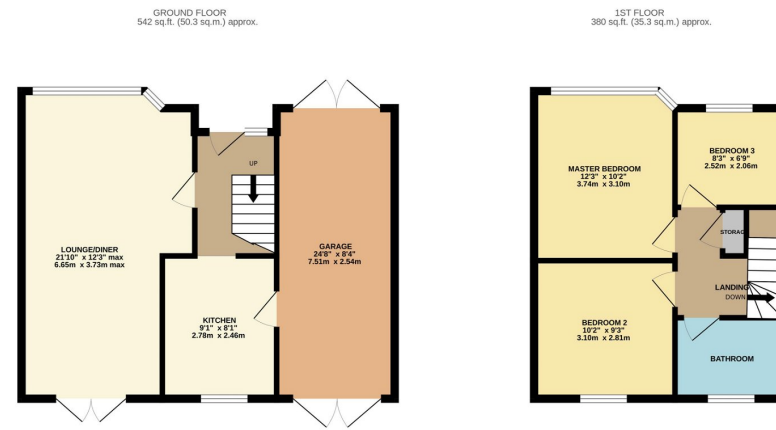 GROUND FLOOR
542 sq.ft. (50.3 sq.m.) approx.
UP
LOUNGE/DINER
21'10" x 12'3" max
6.65m x 3.73m max
GARAGE
24'8" x 8'4"
7.51m x 2.54m
KITCHEN
9'1" x 8'1"
2.78m x 2.46m
1ST FLOOR
380 sq.ft. (35.3 sq.m.) approx.
MASTER BEDROOM
12'3" x 10'2"
3.74m x 3.10m
BEDROOM 3
8'3" x 6'9"
2.52m x 2.06m
STORAG
LANDING
DOWN
BEDROOM 2
10'2" x 9'3"
3.10m x 2.81m
BATHROOM